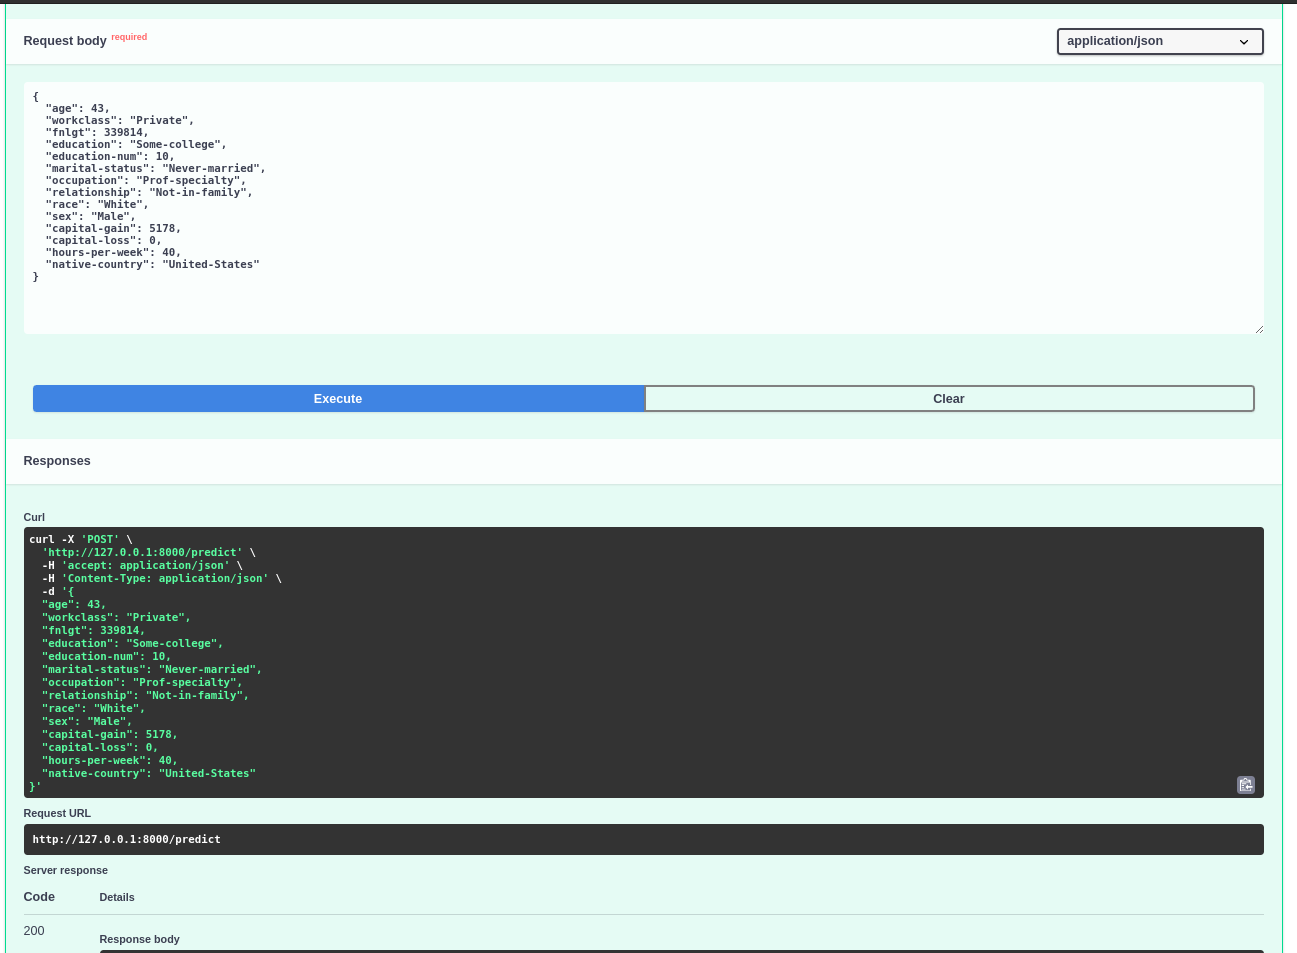 Request body required
application/json
{
  "age": 43,
  "workclass": "Private",
  "fnlgt": 339814,
  "education": "Some-college",
  "education-num": 10,
  "marital-status": "Never-married",
  "occupation": "Prof-specialty",
  "relationship": "Not-in-family",
  "race": "White",
  "sex": "Male",
  "capital-gain": 5178,
  "capital-loss": 0,
  "hours-per-week": 40,
  "native-country": "United-States"
}
Execute
Clear
Responses
Curl
curl -X 'POST' \
  'http://127.0.0.1:8000/predict' \
  -H 'accept: application/json' \
  -H 'Content-Type: application/json' \
  -d '{
  "age": 43,
  "workclass": "Private",
  "fnlgt": 339814,
  "education": "Some-college",
  "education-num": 10,
  "marital-status": "Never-married",
  "occupation": "Prof-specialty",
  "relationship": "Not-in-family",
  "race": "White",
  "sex": "Male",
  "capital-gain": 5178,
  "capital-loss": 0,
  "hours-per-week": 40,
  "native-country": "United-States"
}'
Request URL
http://127.0.0.1:8000/predict
Server response
Code
Details
200
Response body